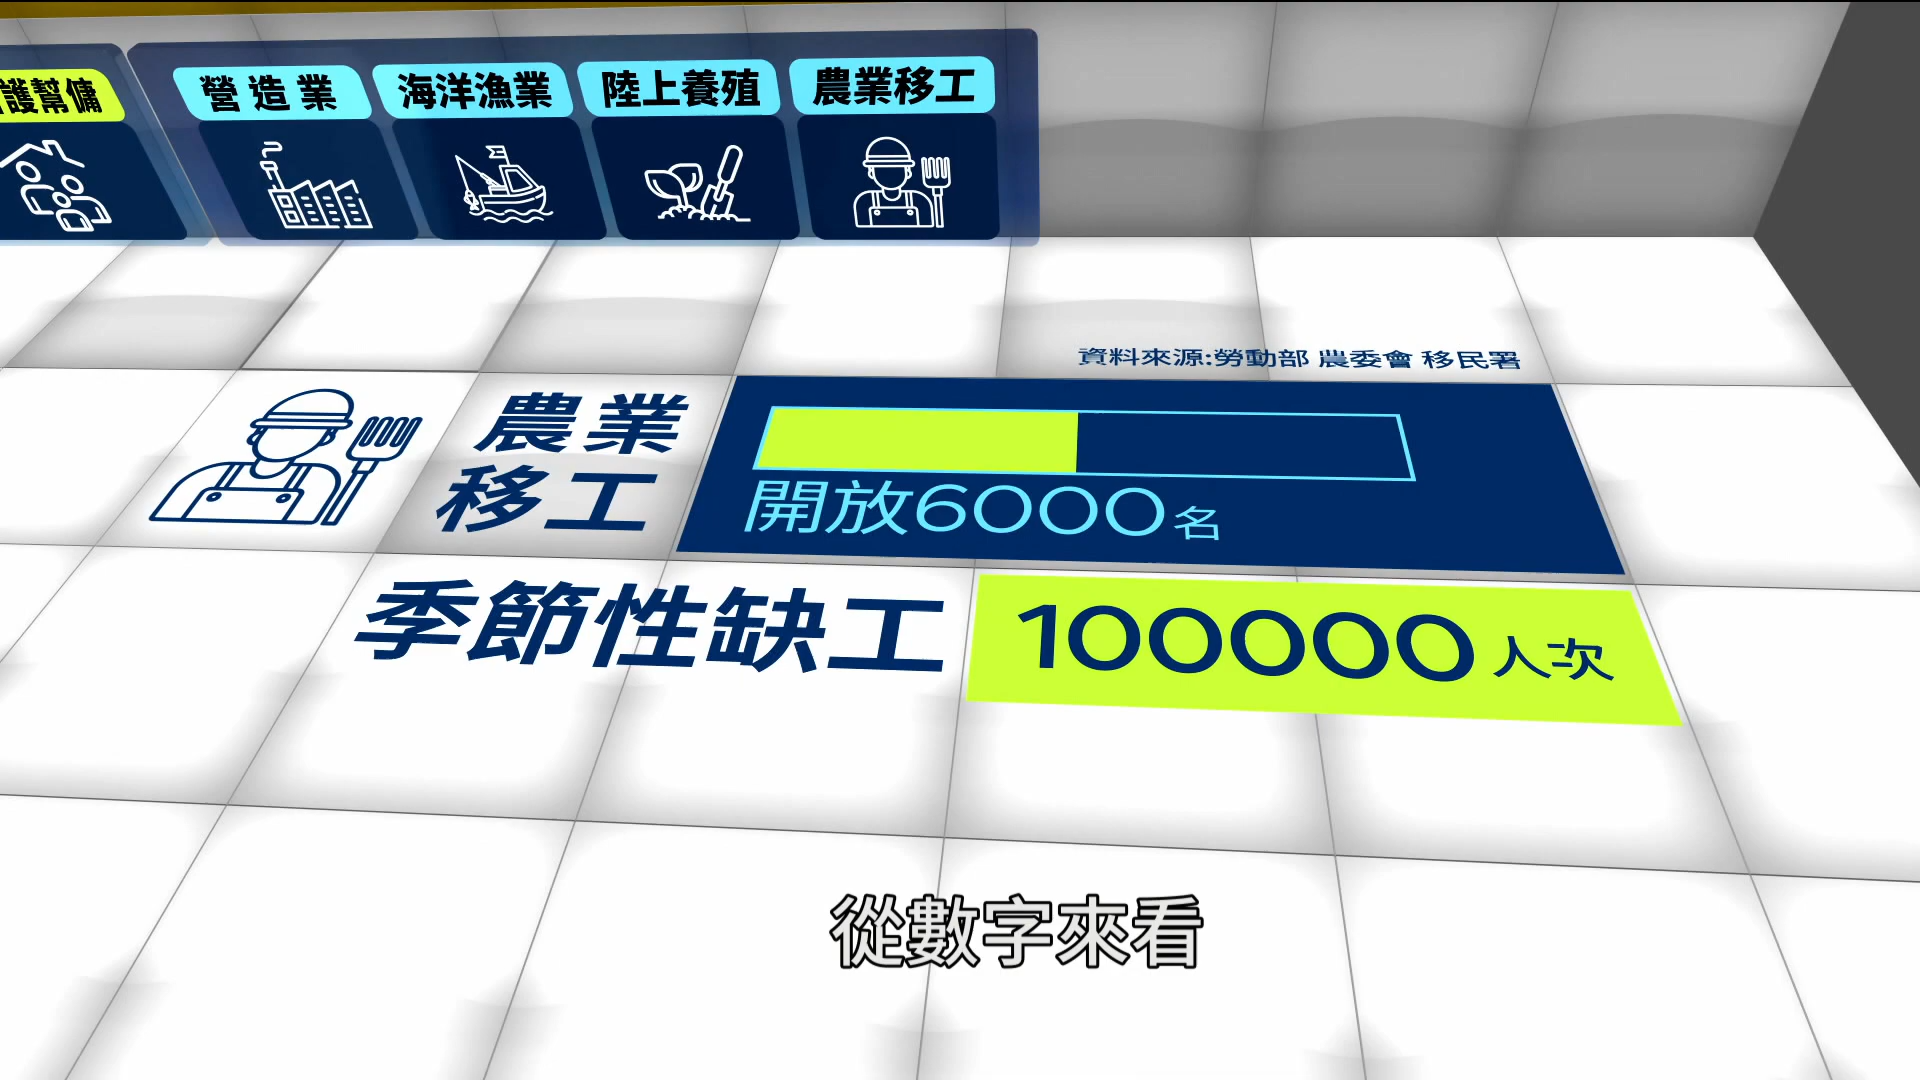 護幫傭
營造業
海洋漁業
陸上養殖
農業移工
資料來源:勞動部 農委會 移民署
農業
移工
開放6000名
季節性缺工
100000人次
從數字來看